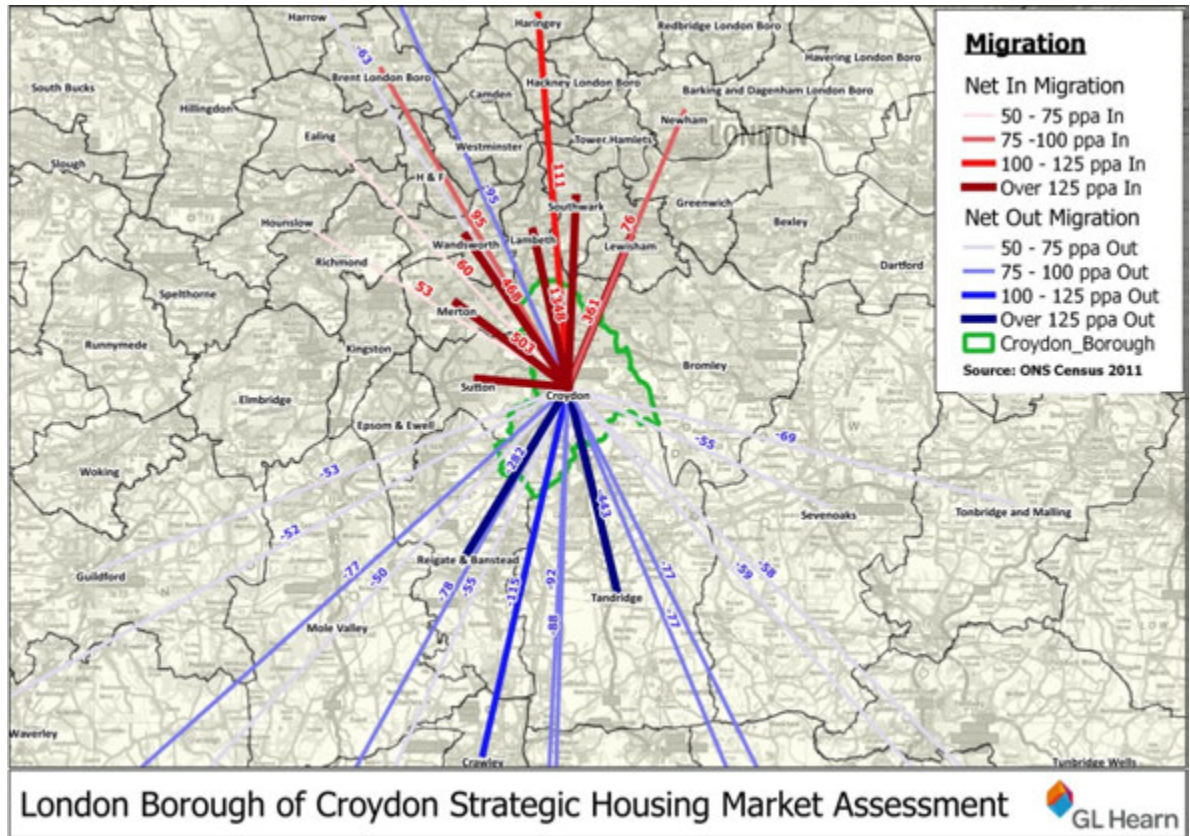 Harrow
Haringey
Redbridge London Boro
Havering London Boro
-63
Brent London Boro
Hackney London Boro
Barking and Dagenham London Boro
South Bucks
Camden
Hillingdon
Newham
LONDON
Ealing
Tower Hamlets
Westminster
Slough
H & F
111
-95
Southwark
Greenwich
Hounslow
95
76
Bexley
Wandsworth
Lambeth
Lewisham
Richmond
60
Dartford
53
468
1348
Spelthorne
Merton
361
503
Runnymede
Kingston
Bromley
Sutton
Croydon
Elmbridge
Epsom & Ewell
-55
-69
-282
Woking
-53
-443
Sevenoaks
Tonbridge and Malling
-52
Reigate & Banstead
-77
-50
-77
-59
-58
Guildford
-78
-55
-115
-92
Tandridge
-88
-77
Mole Valley
Waverley
Crawley
Tunbridge Wells
Migration
Net In Migration
50 - 75 ppa In
75 -100 ppa In
100 - 125 ppa In
Over 125 ppa In
Net Out Migration
50 - 75 ppa Out
75 - 100 ppa Out
100 - 125 ppa Out
Over 125 ppa Out
Croydon_Borough
Source: ONS Census 2011
London Borough of Croydon Strategic Housing Market Assessment
GL Hearn